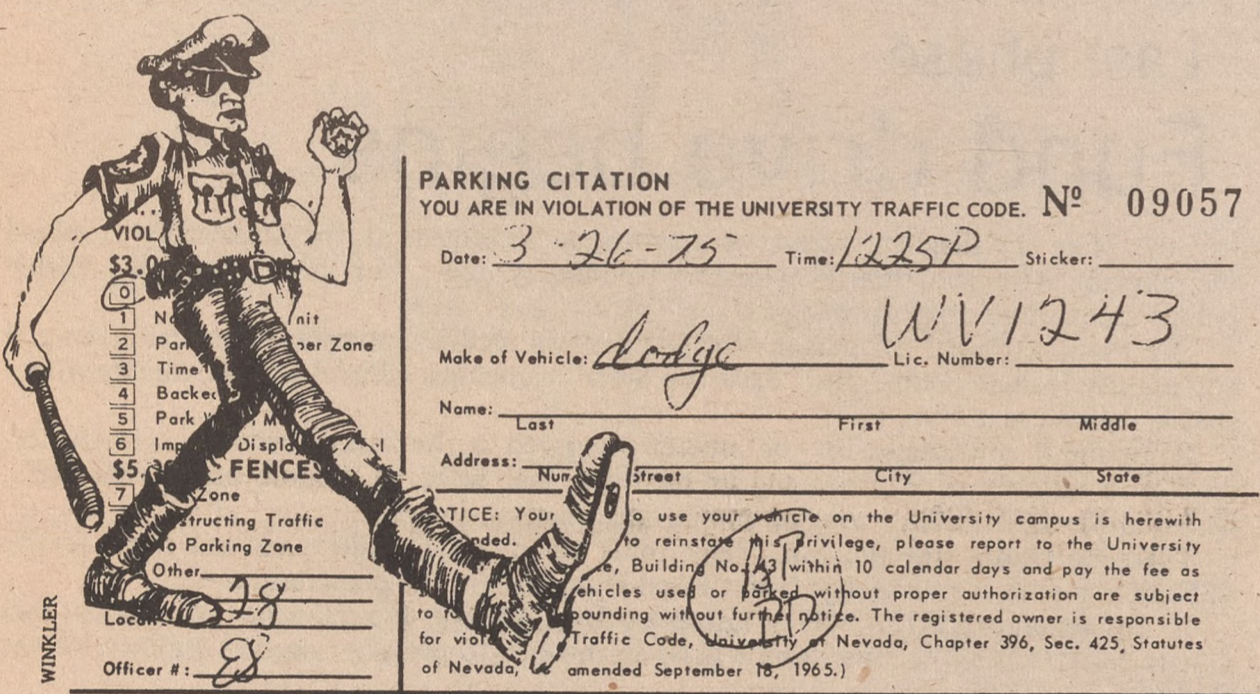 PARKING CITATION
YOU ARE IN VIOLATION OF THE UNIVERSITY TRAFFIC CODE. Nº 09057
Date: 3-26-75 Time: 1225P Sticker:
WV1243
Make of Vehicle: dodge Lic. Number:
Name:
Last First Middle
Address:
Street City State
VIOL
$3.0
0
1 No nit
2 Par per Zone
3 Time
4 Backed
5 Park M
6 Imp Displa l
$5. FENCES
7 Zone
structing Traffic
o Parking Zone
Other
28
Loca
Officer #:
TICE: Your o use your vehicle on the University campus is herewith
nded. to reinstate this privilege, please report to the University
e, Building No. 43 within 10 calendar days and pay the fee as
ehicles used or parked without proper authorization are subject
to pounding without further notice. The registered owner is responsible
for viol Traffic Code, University of Nevada, Chapter 396, Sec. 425, Statutes
of Nevada, amended September 18, 1965.)
WINKLER